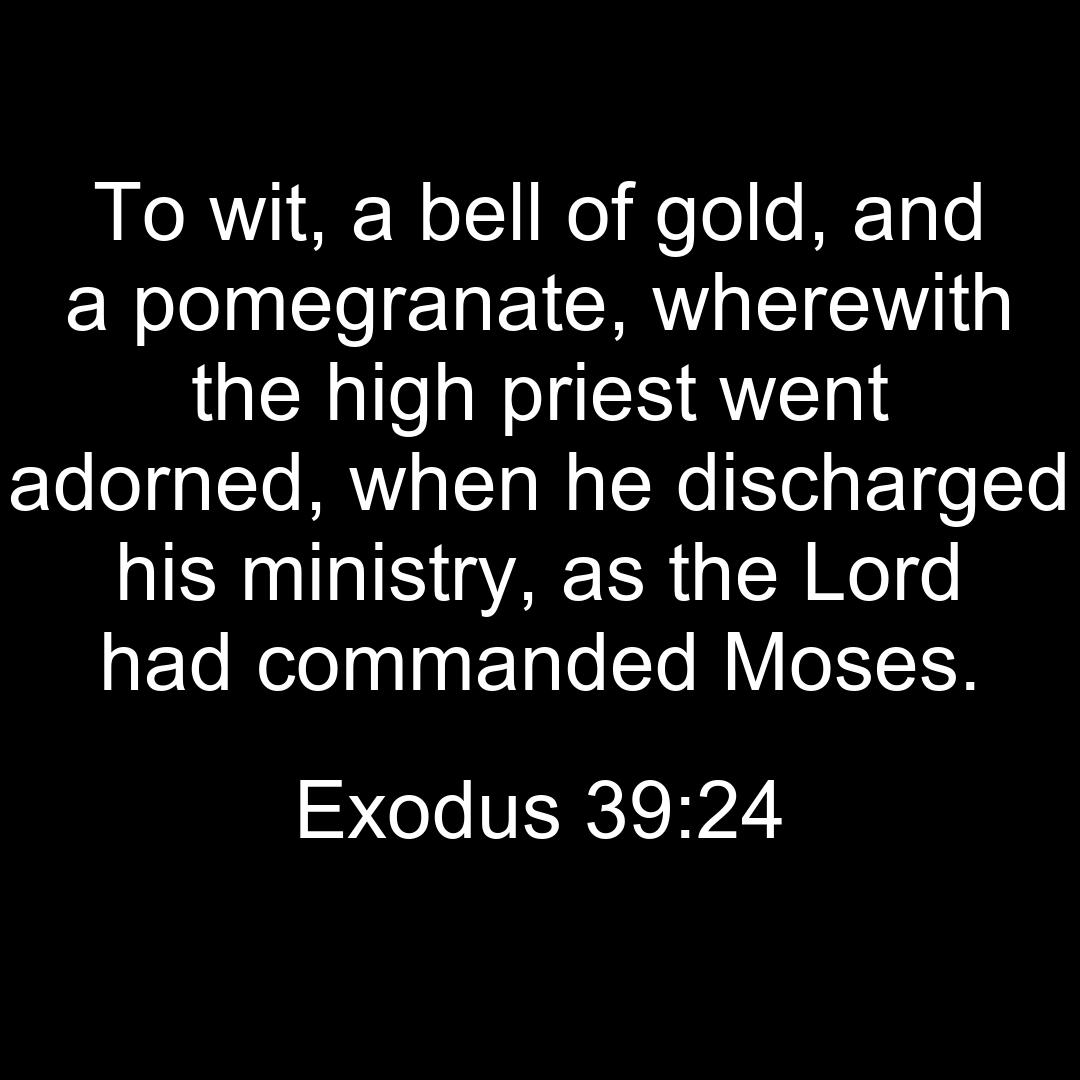 To wit, a bell of gold, and
a pomegranate, wherewith
the high priest went
adorned, when he discharged
his ministry, as the Lord
had commanded Moses.
Exodus 39:24